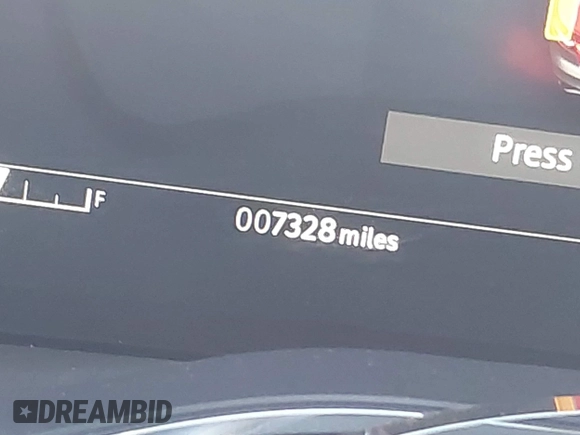 Press
F
007328 miles
DREAMBID